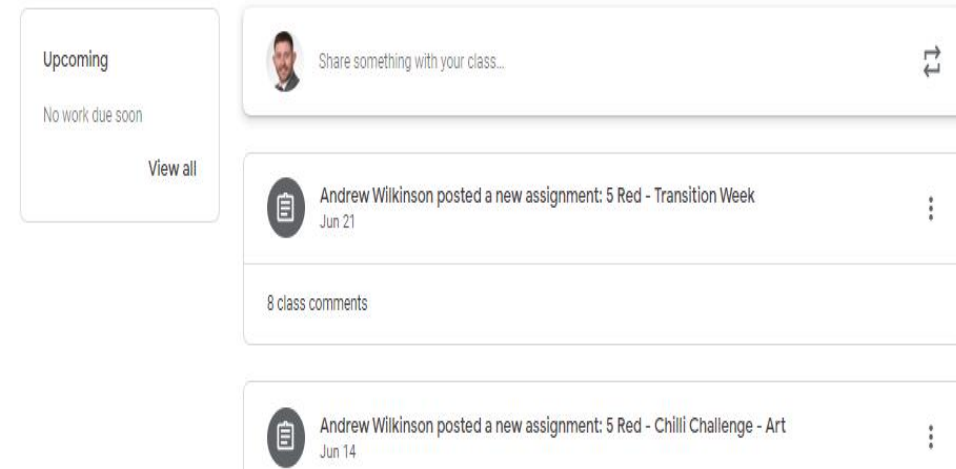 Upcoming
No work due soon
View all
Share something with your class...
Andrew Wilkinson posted a new assignment: 5 Red - Transition Week
Jun 21
8 class comments
Andrew Wilkinson posted a new assignment: 5 Red - Chilli Challenge - Art
Jun 14